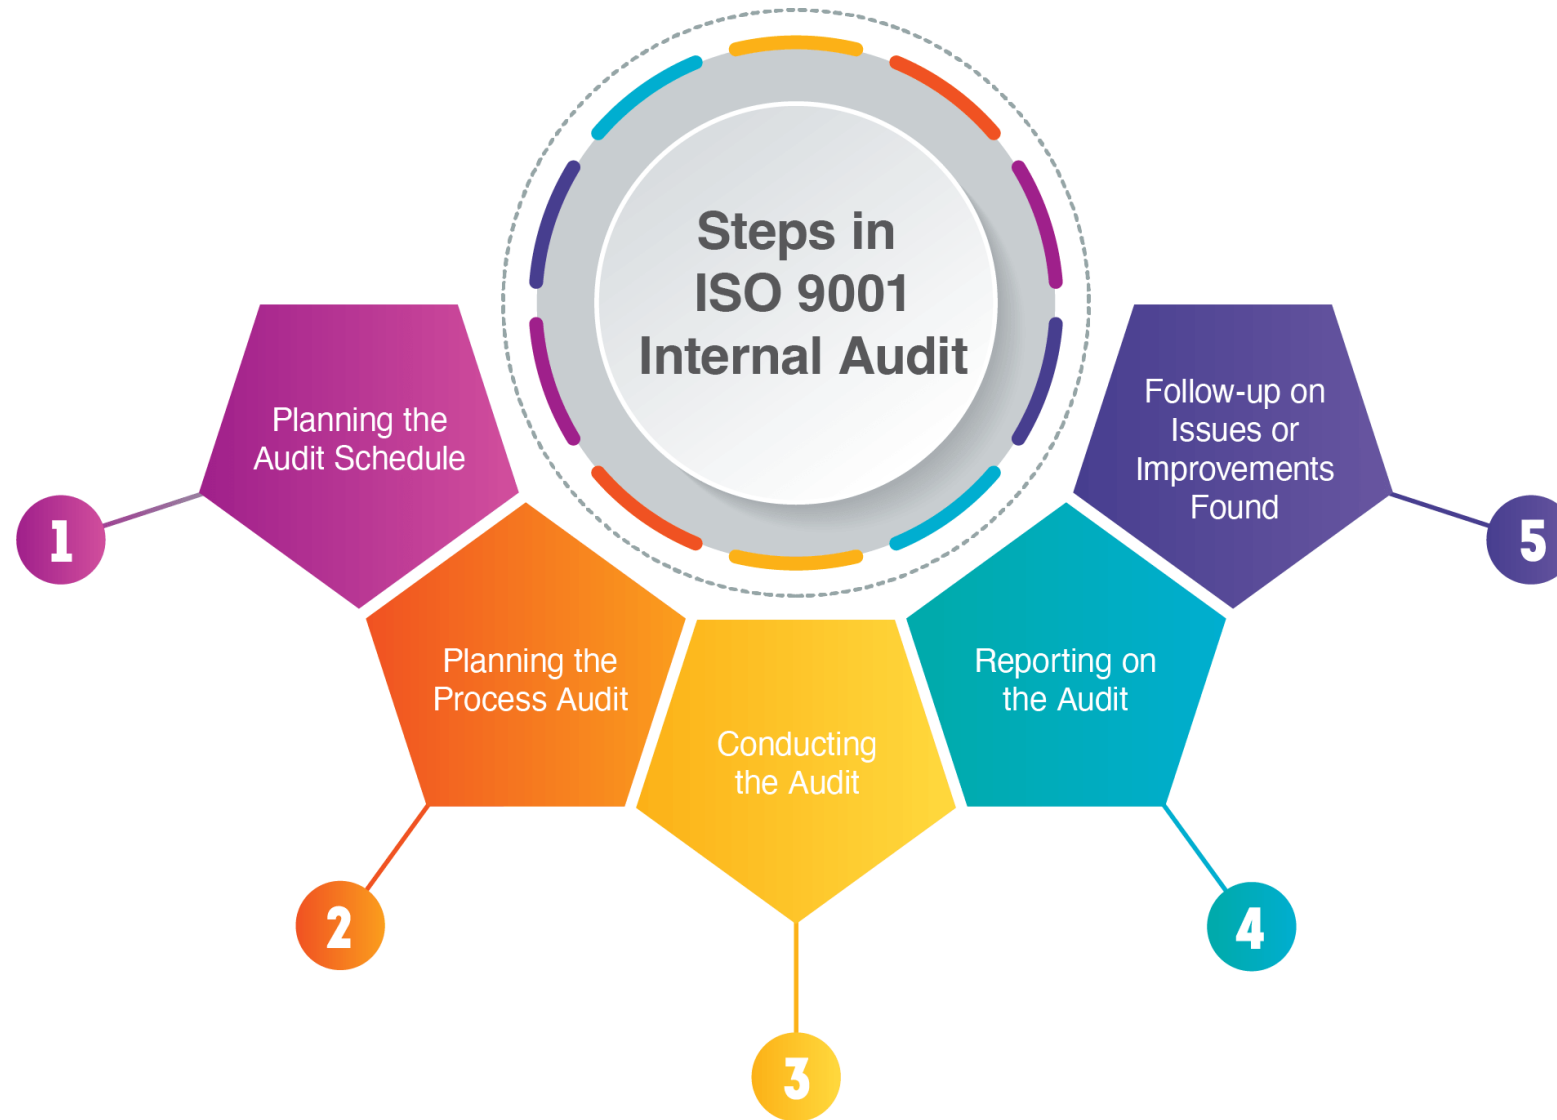 Steps in
ISO 9001
Internal Audit
Planning the
Audit Schedule
1
Planning the
Process Audit
2
Conducting
the Audit
3
Reporting on
the Audit
4
Follow-up on
Issues or
Improvements
Found
5